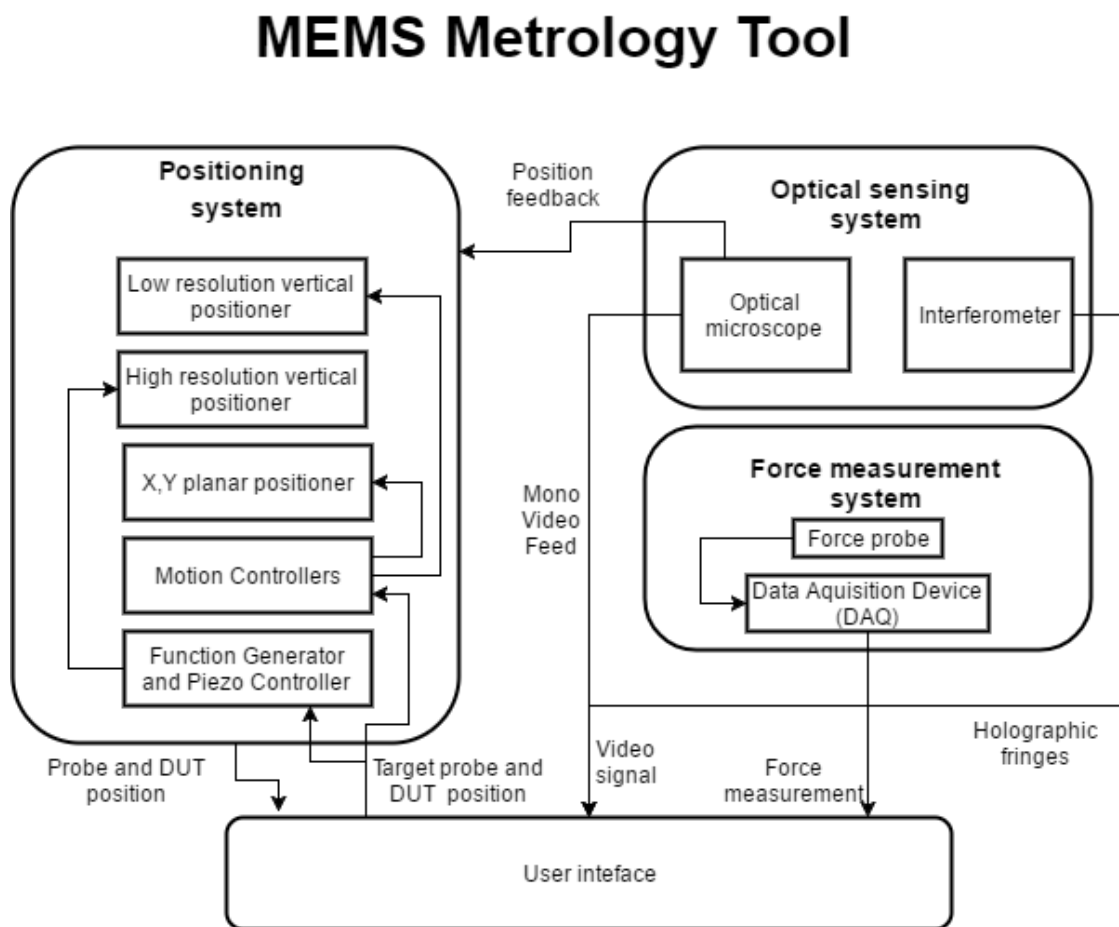 MEMS Metrology Tool
Positioning
system
Low resolution vertical
positioner
High resolution vertical
positioner
X,Y planar positioner
Motion Controllers
Function Generator
and Piezo Controller
Position
feedback
Optical sensing
system
Optical
microscope
Interferometer
Force measurement
system
Force probe
Data Aquisition Device
(DAQ)
Mono
Video
Feed
Holographic
fringes
Probe and DUT
position
Target probe and
DUT position
Video
signal
Force
measurement
User inteface